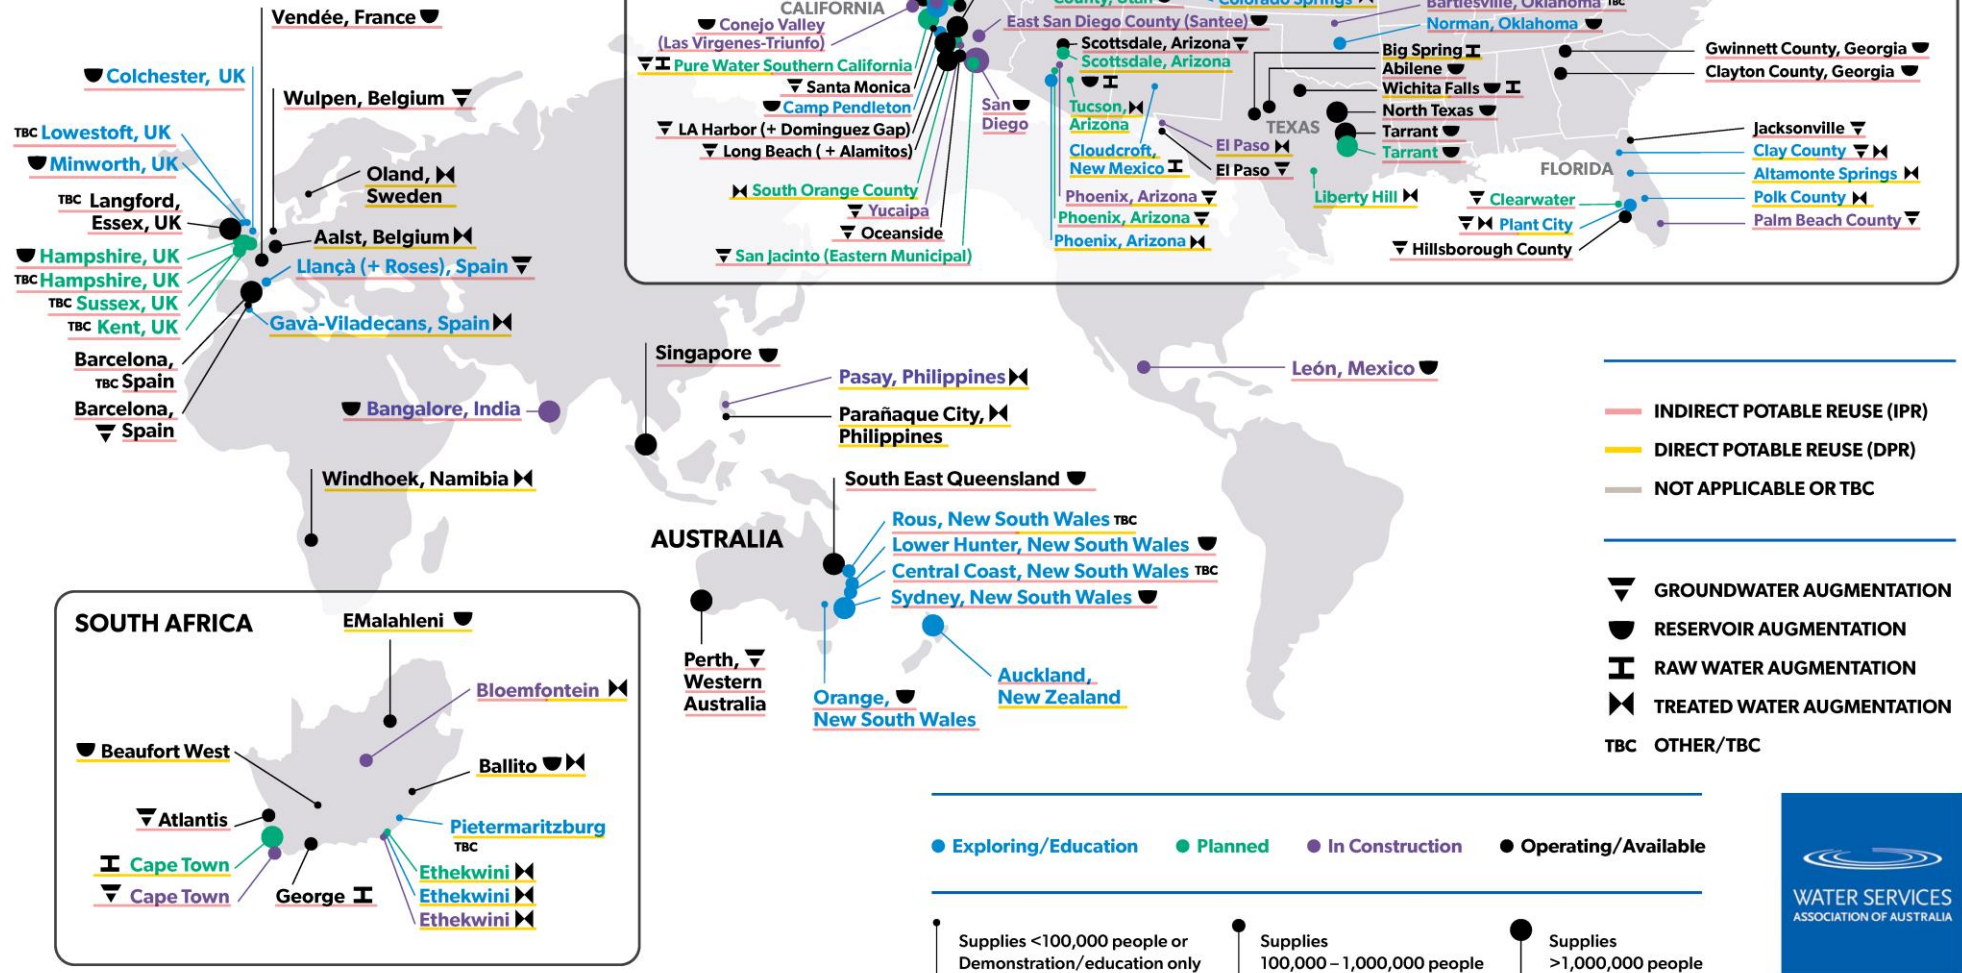 Vendée, France
Colchester, UK
Wulpen, Belgium
TBC Lowestoft, UK
Minworth, UK
TBC Langford,
Essex, UK
Oland,
Sweden
Aalst, Belgium
Hampshire, UK
TBC Hampshire, UK
TBC Sussex, UK
TBC Kent, UK
Llançà (+ Roses), Spain
Gavà-Viladecans, Spain
Barcelona,
TBC Spain
Barcelona,
Spain
CALIFORNIA
Conejo Valley
(Las Virgenes-Triunfo)
Pure Water Southern California
Santa Monica
Camp Pendleton
LA Harbor (+ Dominguez Gap)
Long Beach ( + Alamitos)
South Orange County
Yucaipa
Oceanside
San Jacinto (Eastern Municipal)
County, Utah
Colorado Springs
East San Diego County (Santee)
Scottsdale, Arizona
Scottsdale, Arizona
San
Diego
Tucson,
Arizona
Cloudcroft,
New Mexico
Phoenix, Arizona
Phoenix, Arizona
Phoenix, Arizona
El Paso
El Paso
Bartlesville, Oklahoma TBC
Norman, Oklahoma
Big Spring
Abilene
Wichita Falls
North Texas
TEXAS
Tarrant
Tarrant
Liberty Hill
Gwinnett County, Georgia
Clayton County, Georgia
Jacksonville
Clay County
FLORIDA
Altamonte Springs
Clearwater
Polk County
Plant City
Palm Beach County
Hillsborough County
Singapore
Pasay, Philippines
Bangalore, India
Parañaque City,
Philippines
León, Mexico
Windhoek, Namibia
South East Queensland
AUSTRALIA
Rous, New South Wales TBC
Lower Hunter, New South Wales
Central Coast, New South Wales TBC
Sydney, New South Wales
Perth,
Western
Australia
Orange,
New South Wales
Auckland,
New Zealand
SOUTH AFRICA
EMalahleni
Bloemfontein
Beaufort West
Ballito
Atlantis
Pietermaritzburg
TBC
Cape Town
Cape Town
George
Ethekwini
Ethekwini
Ethekwini
INDIRECT POTABLE REUSE (IPR)
DIRECT POTABLE REUSE (DPR)
NOT APPLICABLE OR TBC
GROUNDWATER AUGMENTATION
RESERVOIR AUGMENTATION
RAW WATER AUGMENTATION
TREATED WATER AUGMENTATION
TBC OTHER/TBC
Exploring/Education
Planned
In Construction
Operating/Available
Supplies <100,000 people or
Demonstration/education only
Supplies
100,000 – 1,000,000 people
Supplies
>1,000,000 people
WATER SERVICES
ASSOCIATION OF AUSTRALIA